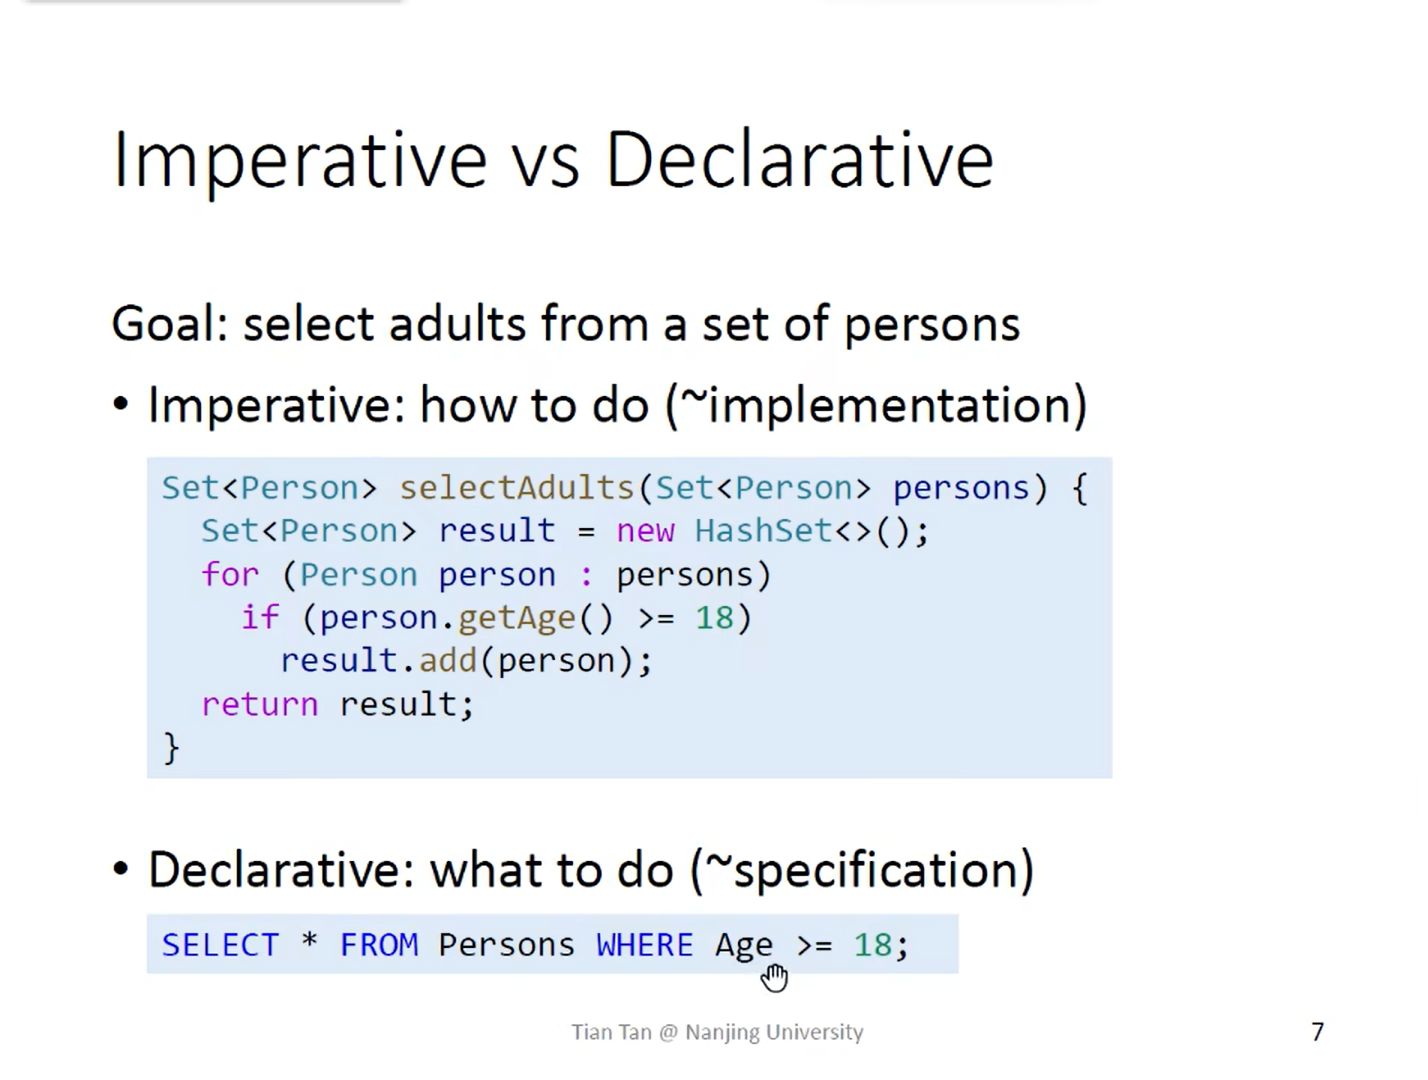 Imperative vs Declarative
Goal: select adults from a set of persons
• Imperative: how to do (~implementation)
Set<Person> selectAdults(Set<Person> persons) {
  Set<Person> result = new HashSet<>();
  for (Person person : persons)
    if (person.getAge() >= 18)
      result.add(person);
  return result;
}
• Declarative: what to do (~specification)
SELECT * FROM Persons WHERE Age >= 18;
Tian Tan @ Nanjing University
7